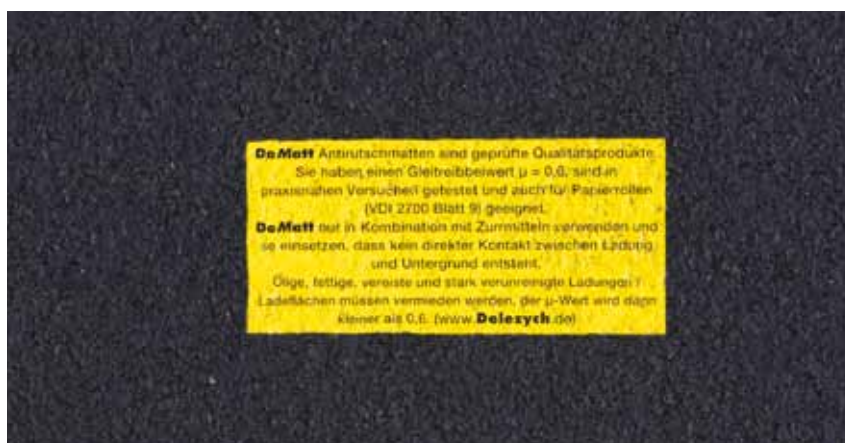 DoMatt Antirutschmatten sind geprüfte Qualitätsprodukte.
Sie haben einen Gleitreibbeiwert µ = 0,6, sind in
praxisnahen Versuchen getestet und auch für Papierrollen
(VDI 2700 Blatt 9) geeignet.
DoMatt nur in Kombination mit Zurrmitteln verwenden und
so einsetzen, dass kein direkter Kontakt zwischen Ladung
und Untergrund entsteht.
Ölige, fettige, vereiste und stark verunreinigte Ladungen /
Ladeflächen müssen vermieden werden, der µ-Wert wird dann
kleiner als 0,6. (www.Dolezych.de)